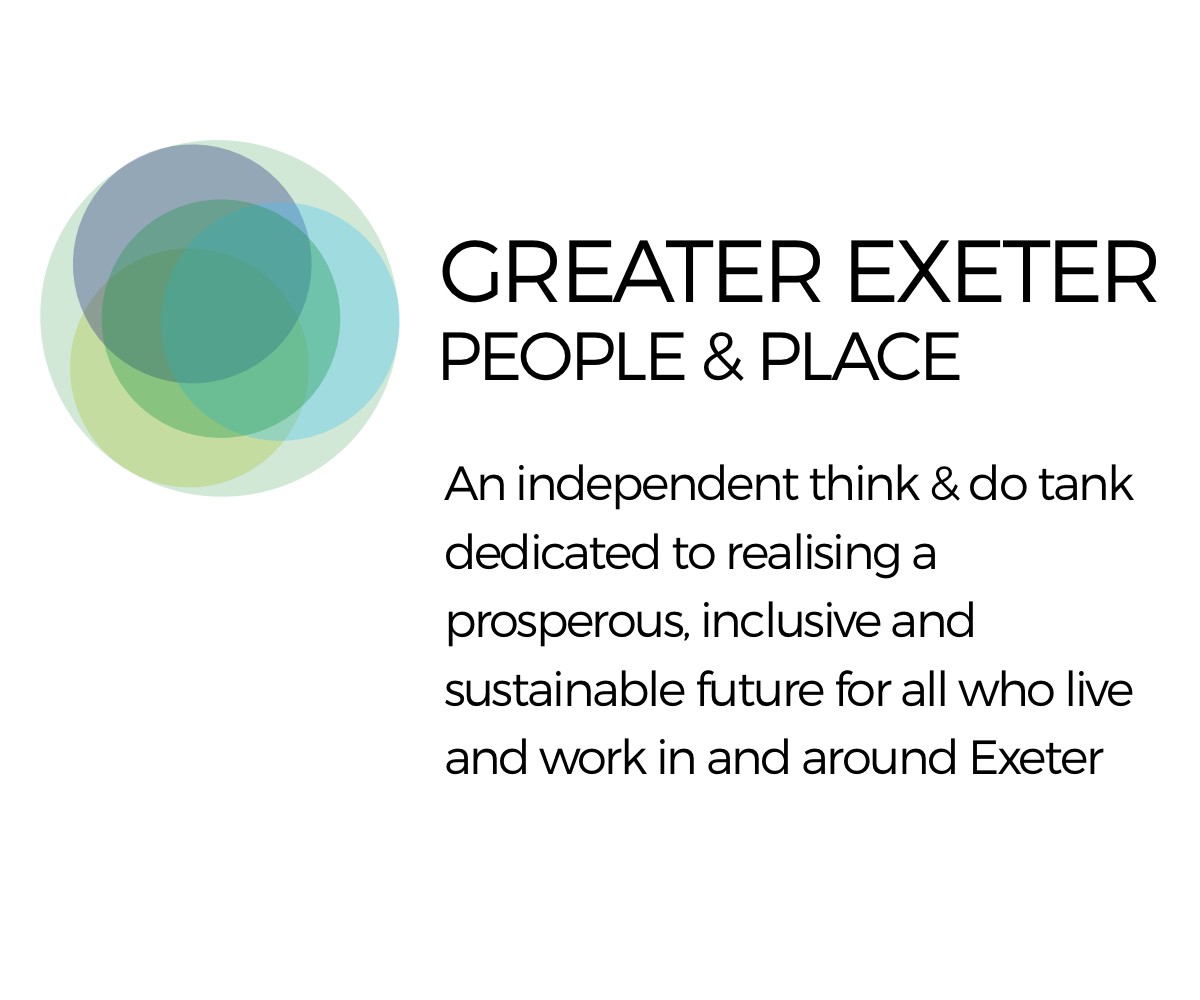 GREATER EXETER
PEOPLE & PLACE
An independent think & do tank
dedicated to realising a
prosperous, inclusive and
sustainable future for all who live
and work in and around Exeter